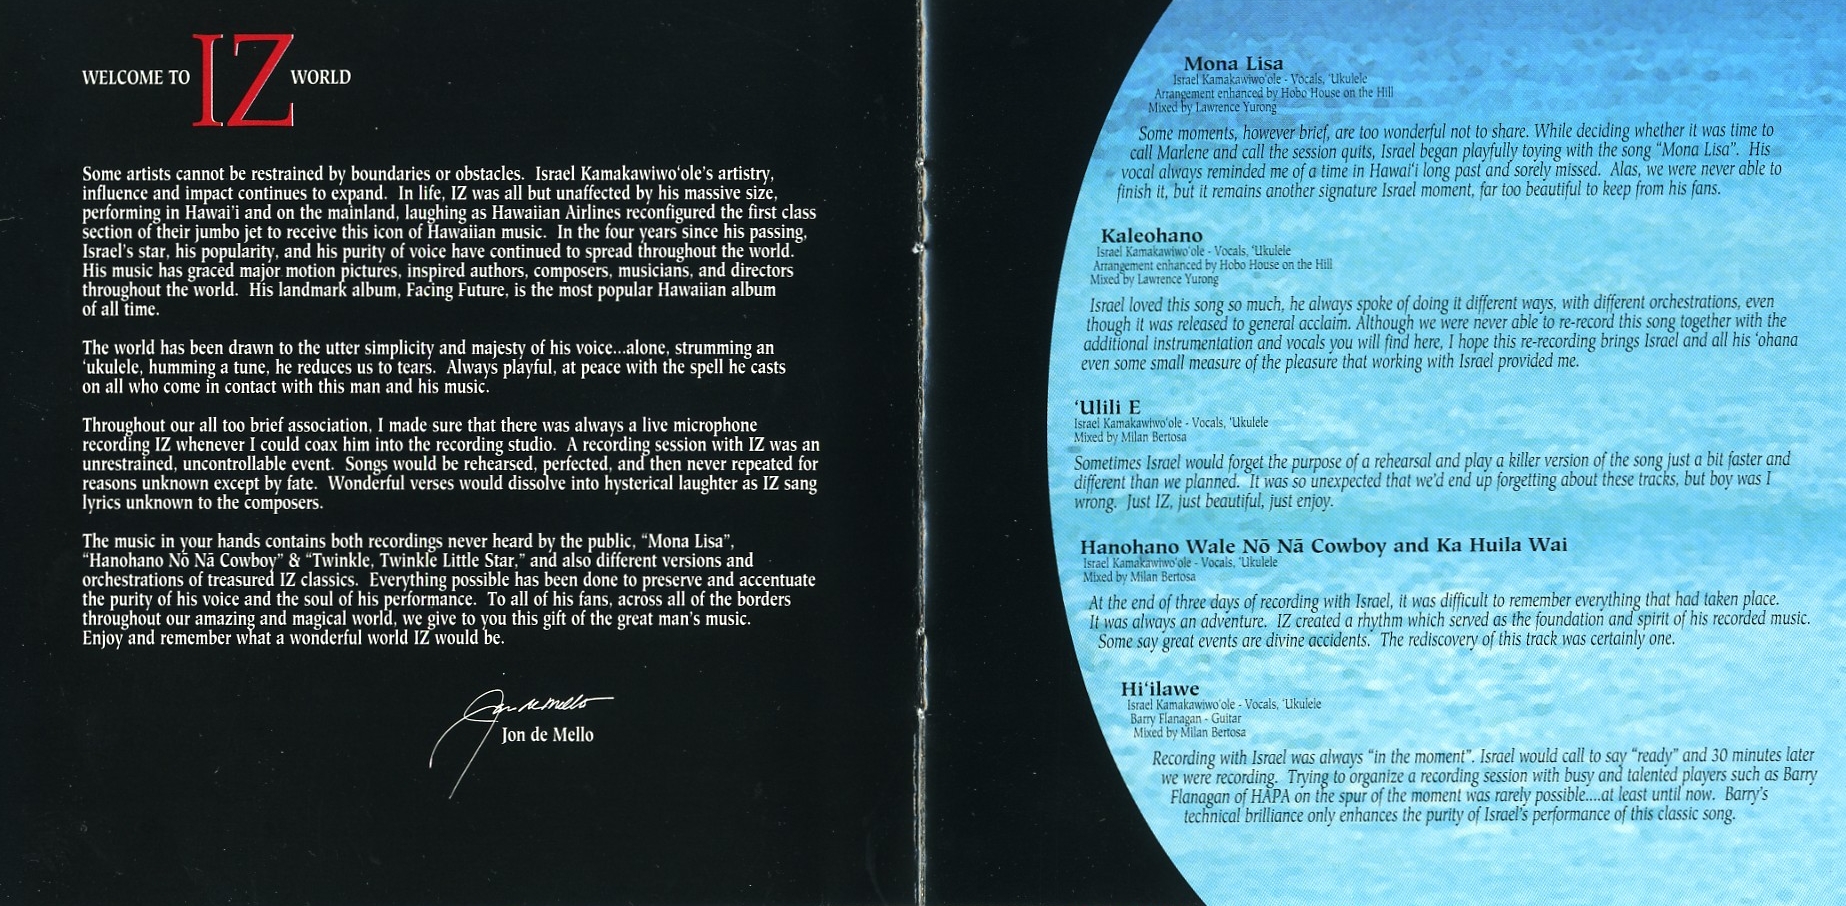 WELCOME TO IZ WORLD
Some artists cannot be restrained by boundaries or obstacles. Israel Kamakawiwoʻole's artistry,
influence and impact continues to expand. In life, IZ was all but unaffected by his massive size,
performing in Hawai'i and on the mainland, laughing as Hawaiian Airlines reconfigured the first class
section of their jumbo jet to receive this icon of Hawaiian music. In the four years since his passing,
Israel's star, his popularity, and his purity of voice have continued to spread throughout the world.
His music has graced major motion pictures, inspired authors, composers, musicians, and directors
throughout the world. His landmark album, Facing Future, is the most popular Hawaiian album
of all time.
The world has been drawn to the utter simplicity and majesty of his voice...alone, strumming an
ʻukulele, humming a tune, he reduces us to tears. Always playful, at peace with the spell he casts
on all who come in contact with this man and his music.
Throughout our all too brief association, I made sure that there was always a live microphone
recording IZ whenever I could coax him into the recording studio. A recording session with IZ was an
unrestrained, uncontrollable event. Songs would be rehearsed, perfected, and then never repeated for
reasons unknown except by fate. Wonderful verses would dissolve into hysterical laughter as IZ sang
lyrics unknown to the composers.
The music in your hands contains both recordings never heard by the public, "Mona Lisa",
"Hanohano Nō Nā Cowboy" & "Twinkle, Twinkle Little Star," and also different versions and
orchestrations of treasured IZ classics. Everything possible has been done to preserve and accentuate
the purity of his voice and the soul of his performance. To all of his fans, across all of the borders
throughout our amazing and magical world, we give to you this gift of the great man's music.
Enjoy and remember what a wonderful world IZ would be.
Jon de Mello
Jon de Mello
Mona Lisa
Israel Kamakawiwoʻole - Vocals, ʻUkulele
Arrangement enhanced by Hobo House on the Hill
Mixed by Lawrence Yurong
Some moments, however brief, are too wonderful not to share. While deciding whether it was time to
call Marlene and call the session quits, Israel began playfully toying with the song "Mona Lisa". His
vocal always reminded me of a time in Hawaiʻi long past and sorely missed. Alas, we were never able to
finish it, but it remains another signature Israel moment, far too beautiful to keep from his fans.
Kaleohano
Israel Kamakawiwoʻole - Vocals, ʻUkulele
Arrangement enhanced by Hobo House on the Hill
Mixed by Lawrence Yurong
Israel loved this song so much, he always spoke of doing it different ways, with different orchestrations, even
though it was released to general acclaim. Although we were never able to re-record this song together with the
additional instrumentation and vocals you will find here, I hope this re-recording brings Israel and all his ʻohana
even some small measure of the pleasure that working with Israel provided me.
ʻUlili E
Israel Kamakawiwoʻole - Vocals, ʻUkulele
Mixed by Milan Bertosa
Sometimes Israel would forget the purpose of a rehearsal and play a killer version of the song just a bit faster and
different than we planned. It was so unexpected that we'd end up forgetting about these tracks, but boy was I
wrong. Just IZ, just beautiful, just enjoy.
Hanohano Wale Nō Nā Cowboy and Ka Huila Wai
Israel Kamakawiwoʻole - Vocals, ʻUkulele
Mixed by Milan Bertosa
At the end of three days of recording with Israel, it was difficult to remember everything that had taken place.
It was always an adventure. IZ created a rhythm which served as the foundation and spirit of his recorded music.
Some say great events are divine accidents. The rediscovery of this track was certainly one.
Hiʻilawe
Israel Kamakawiwoʻole - Vocals, ʻUkulele
Barry Flanagan - Guitar
Mixed by Milan Bertosa
Recording with Israel was always "in the moment". Israel would call to say "ready" and 30 minutes later
we were recording. Trying to organize a recording session with busy and talented players such as Barry
Flanagan of HAPA on the spur of the moment was rarely possible....at least until now. Barry's
technical brilliance only enhances the purity of Israel's performance of this classic song.